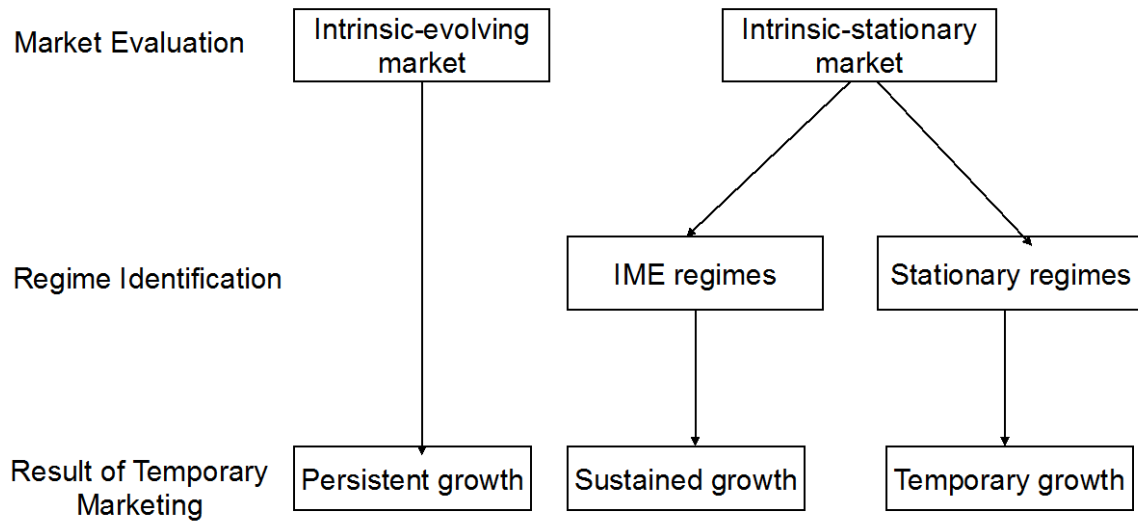 Market Evaluation
Intrinsic-evolving
market
Intrinsic-stationary
market
Regime Identification
IME regimes
Stationary regimes
Result of Temporary
Marketing
Persistent growth
Sustained growth
Temporary growth